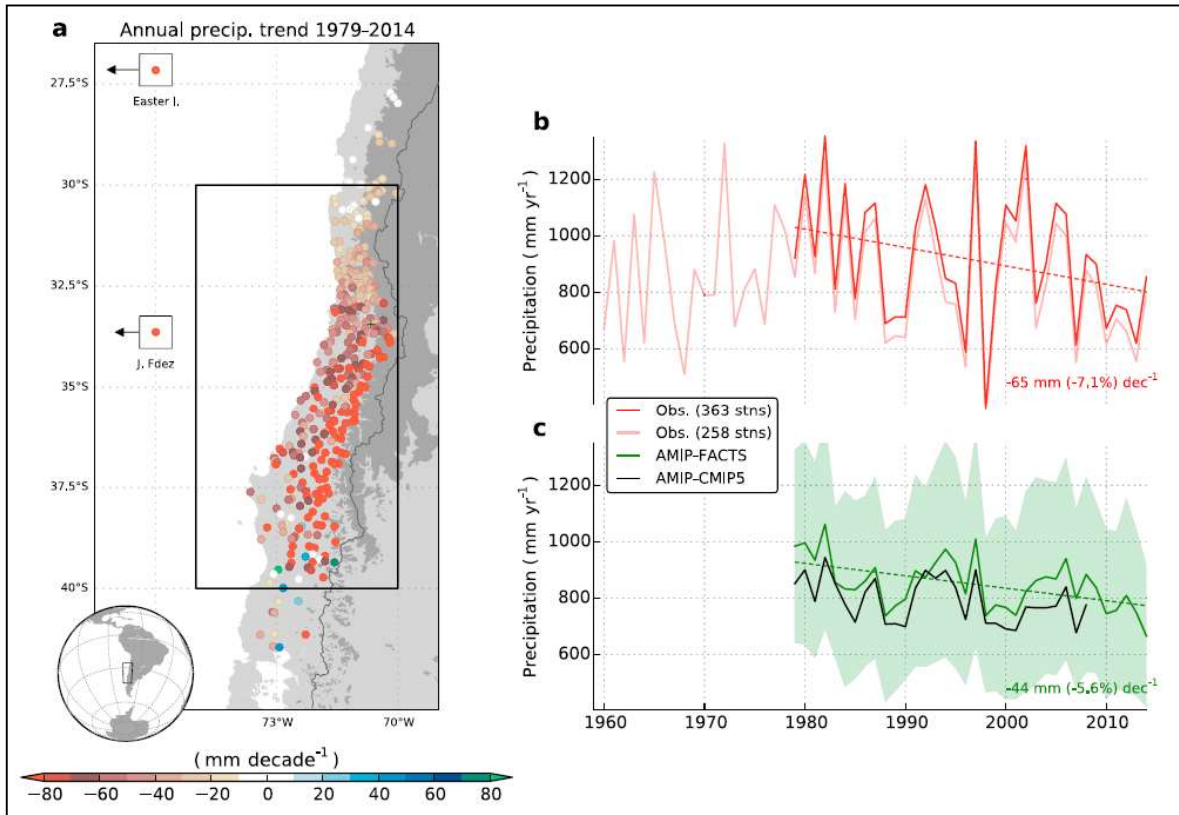 a
Annual precip. trend 1979–2014
27.5°S
30°S
32.5°S
35°S
37.5°S
40°S
Easter I.
J. Fdez
73°W
70°W
(mm decade⁻¹)
−80 −60 −40 −20 0 20 40 60 80
b
Precipitation (mm yr⁻¹)
1200
1000
800
600
-65 mm (-7.1%) dec⁻¹
Obs. (363 stns)
Obs. (258 stns)
AMIP–FACTS
AMIP–CMIP5
c
Precipitation (mm yr⁻¹)
1200
1000
800
600
-44 mm (-5.6%) dec⁻¹
1960 1970 1980 1990 2000 2010